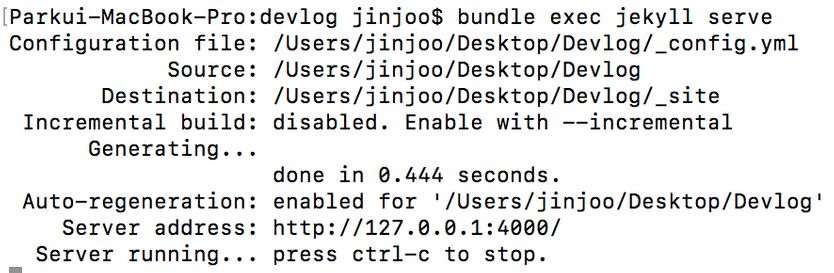 [Parkui-MacBook-Pro:devlog jinjoo$ bundle exec jekyll serve
Configuration file: /Users/jinjoo/Desktop/Devlog/_config.yml
Source: /Users/jinjoo/Desktop/Devlog
Destination: /Users/jinjoo/Desktop/Devlog/_site
Incremental build: disabled. Enable with --incremental
Generating...
done in 0.444 seconds.
Auto-regeneration: enabled for '/Users/jinjoo/Desktop/Devlog'
Server address: http://127.0.0.1:4000/
Server running... press ctrl-c to stop.